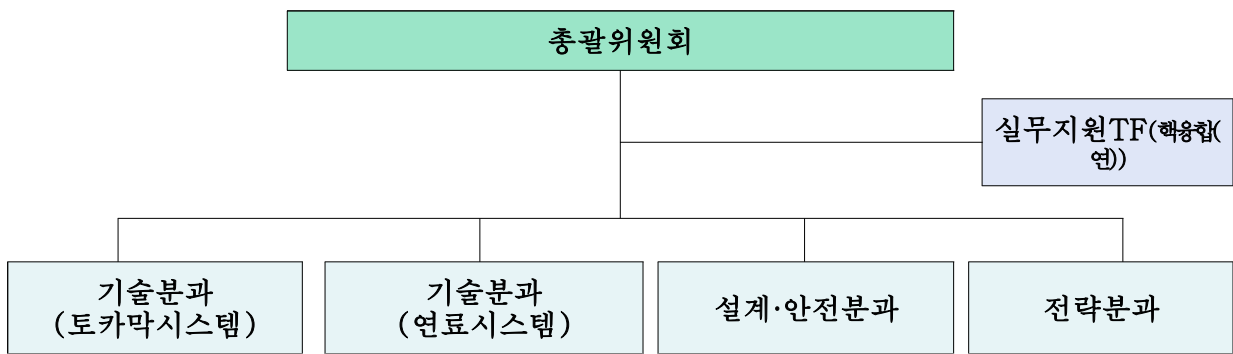 총괄위원회
실무지원TF(핵융합(
연))
기술분과
(토카막시스템)
기술분과
(연료시스템)
설계·안전분과
전략분과